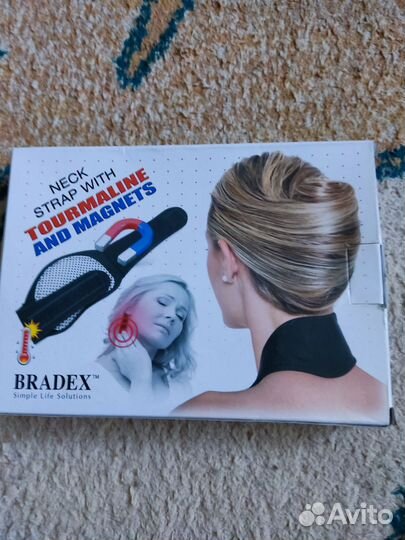 NECK
STRAP WITH
TOURMALINE
AND MAGNETS
BRADEX™
Simple Life Solutions
Avito